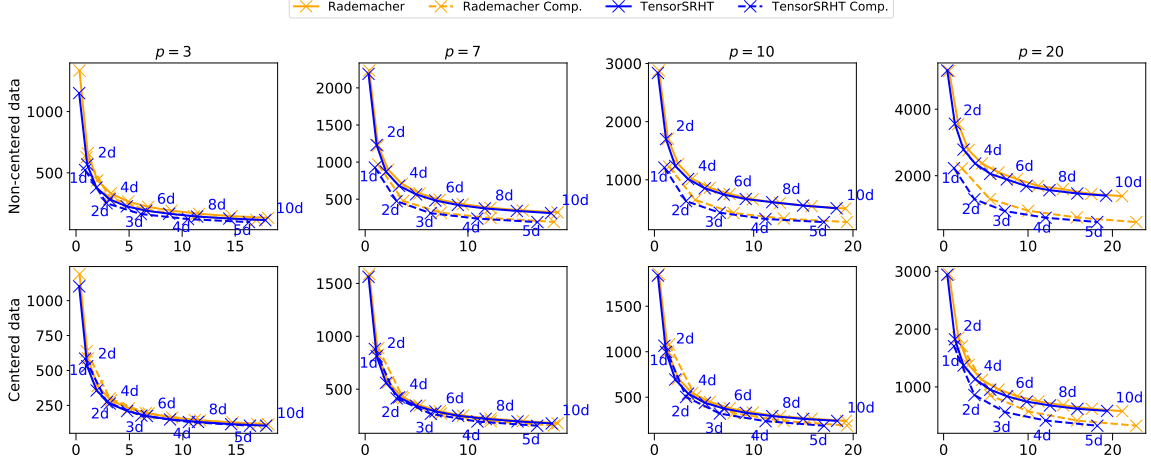 Rademacher Rademacher Comp. TensorSRHT TensorSRHT Comp.
p = 3 p = 7 p = 10 p = 20
Non-centered data
1000
500
0 5 10 15
2d 4d 6d 8d 10d
1d 2d 3d 4d 5d
2000
1500
1000
500
0 10
2d 4d 6d 8d 10d
1d 2d 3d 4d 5d
3000
2000
1000
0 10 20
2d 4d 6d 8d 10d
1d 2d 3d 4d 5d
4000
2000
0 10 20
2d 4d 6d 8d 10d
1d 2d 3d 4d 5d
Centered data
1000
750
500
250
0 5 10 15
2d 4d 6d 8d 10d
1d 2d 3d 4d 5d
1500
1000
500
0 10
2d 4d 6d 8d 10d
1d 2d 3d 4d 5d
1500
1000
500
0 10 20
2d 4d 6d 8d 10d
1d 2d 3d 4d 5d
3000
2000
1000
0 10 20
2d 4d 6d 8d 10d
1d 2d 3d 4d 5d